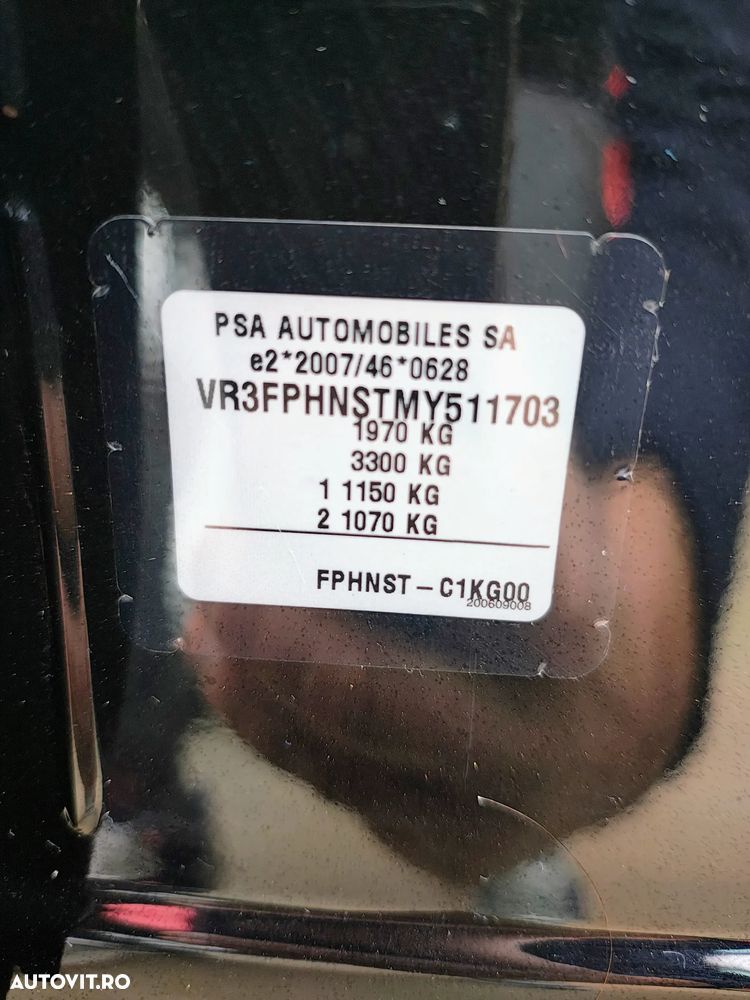 PSA AUTOMOBILES SA
e2*2007/46*0628
VR3FPHNSTMY511703
1970 KG
3300 KG
1 1150 KG
2 1070 KG
FPHNST - C1KG00
200609008
AUTOVIT.RO